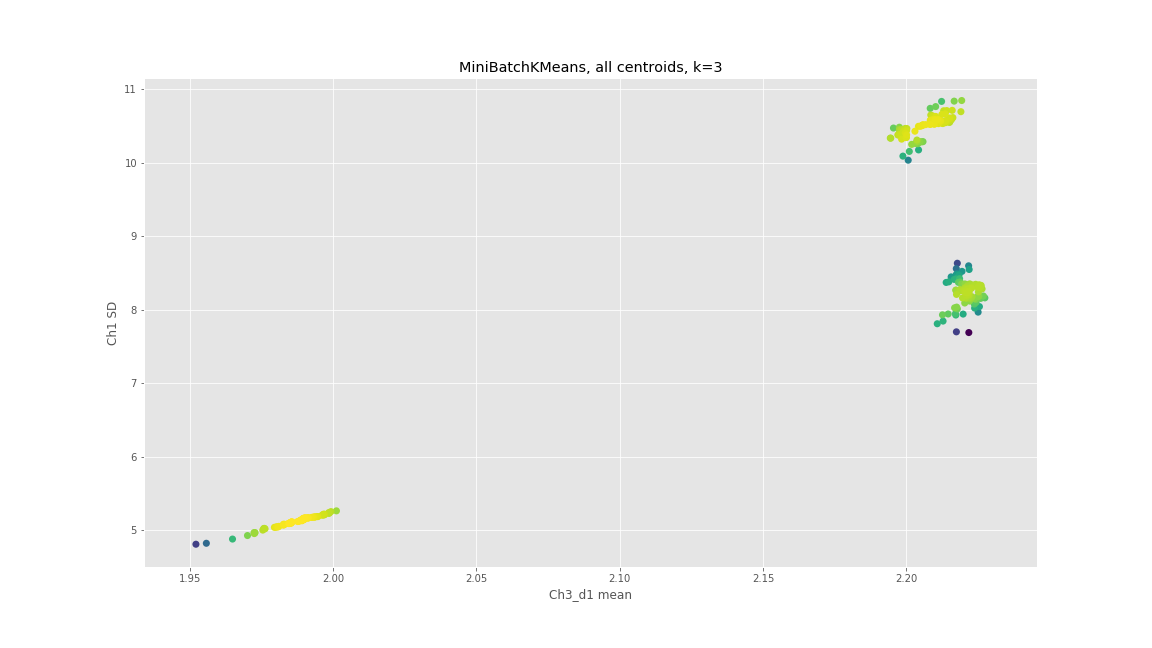 MiniBatchKMeans, all centroids, k=3
11
10
9
8
7
6
5
Ch1 SD
1.95 2.00 2.05 2.10 2.15 2.20
Ch3_d1 mean